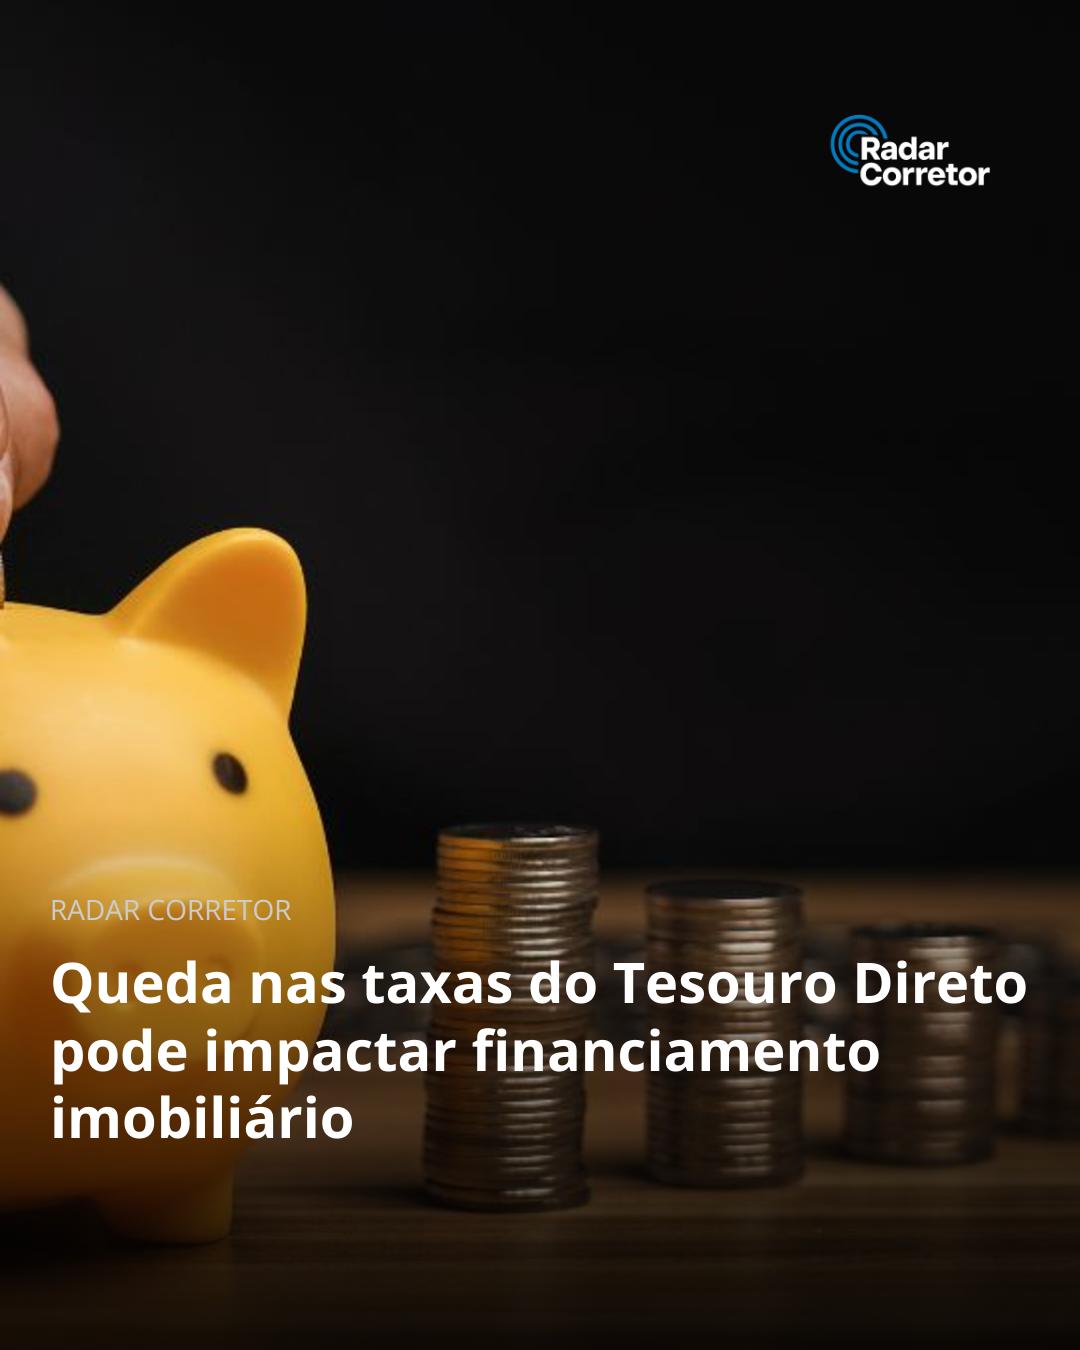 Radar
Corretor
RADAR CORRETOR
Queda nas taxas do Tesouro Direto
pode impactar financiamento
imobiliário